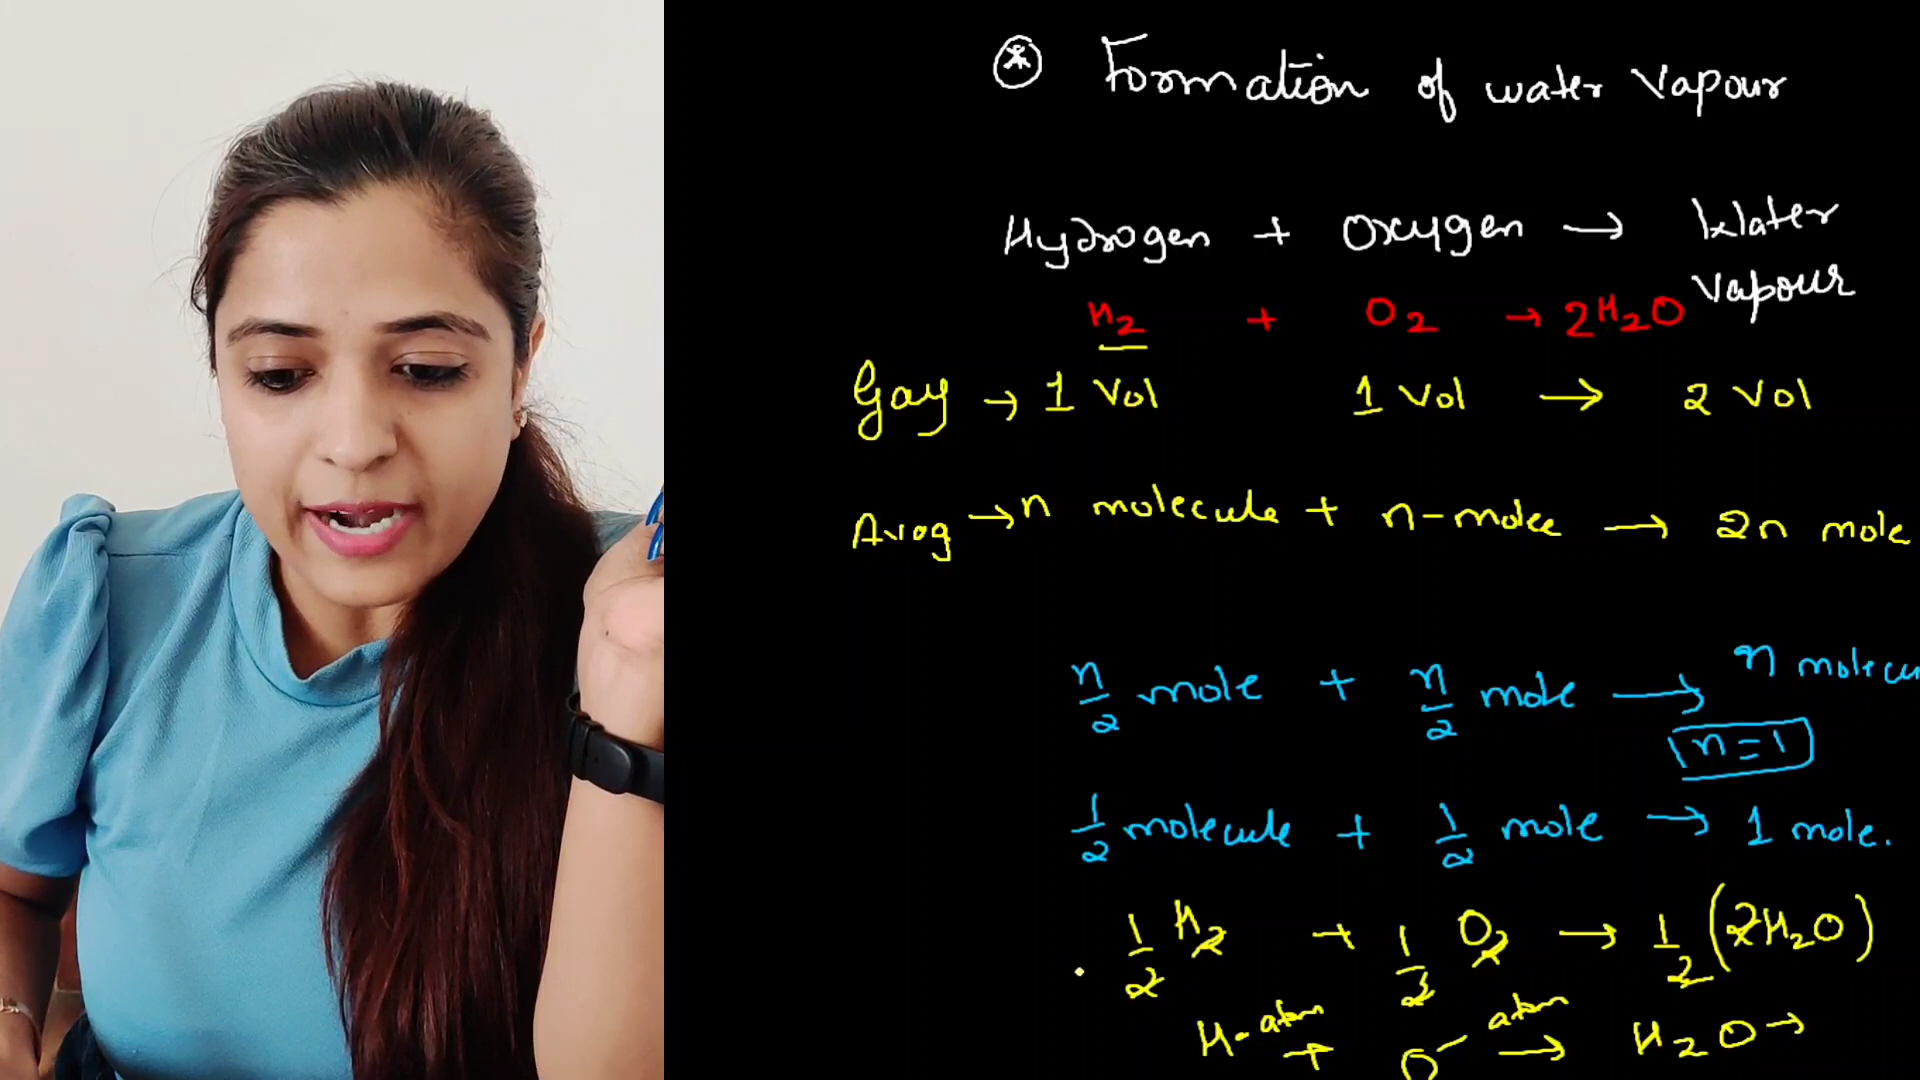 * Formation of water vapour
Hydrogen + Oxygen → Water
vapour
H2 + O2 → 2H2O
Gay → 1 Vol 1 Vol → 2 Vol
Avog → n molecule + n-mole → 2n mole
n/2 mole + n/2 mole → n molecu
n=1
1/2 molecule + 1/2 mole → 1 mole.
1/2 H2 + 1/2 O2 → 1/2 (2H2O)
H-atom + O-atom → H2O →